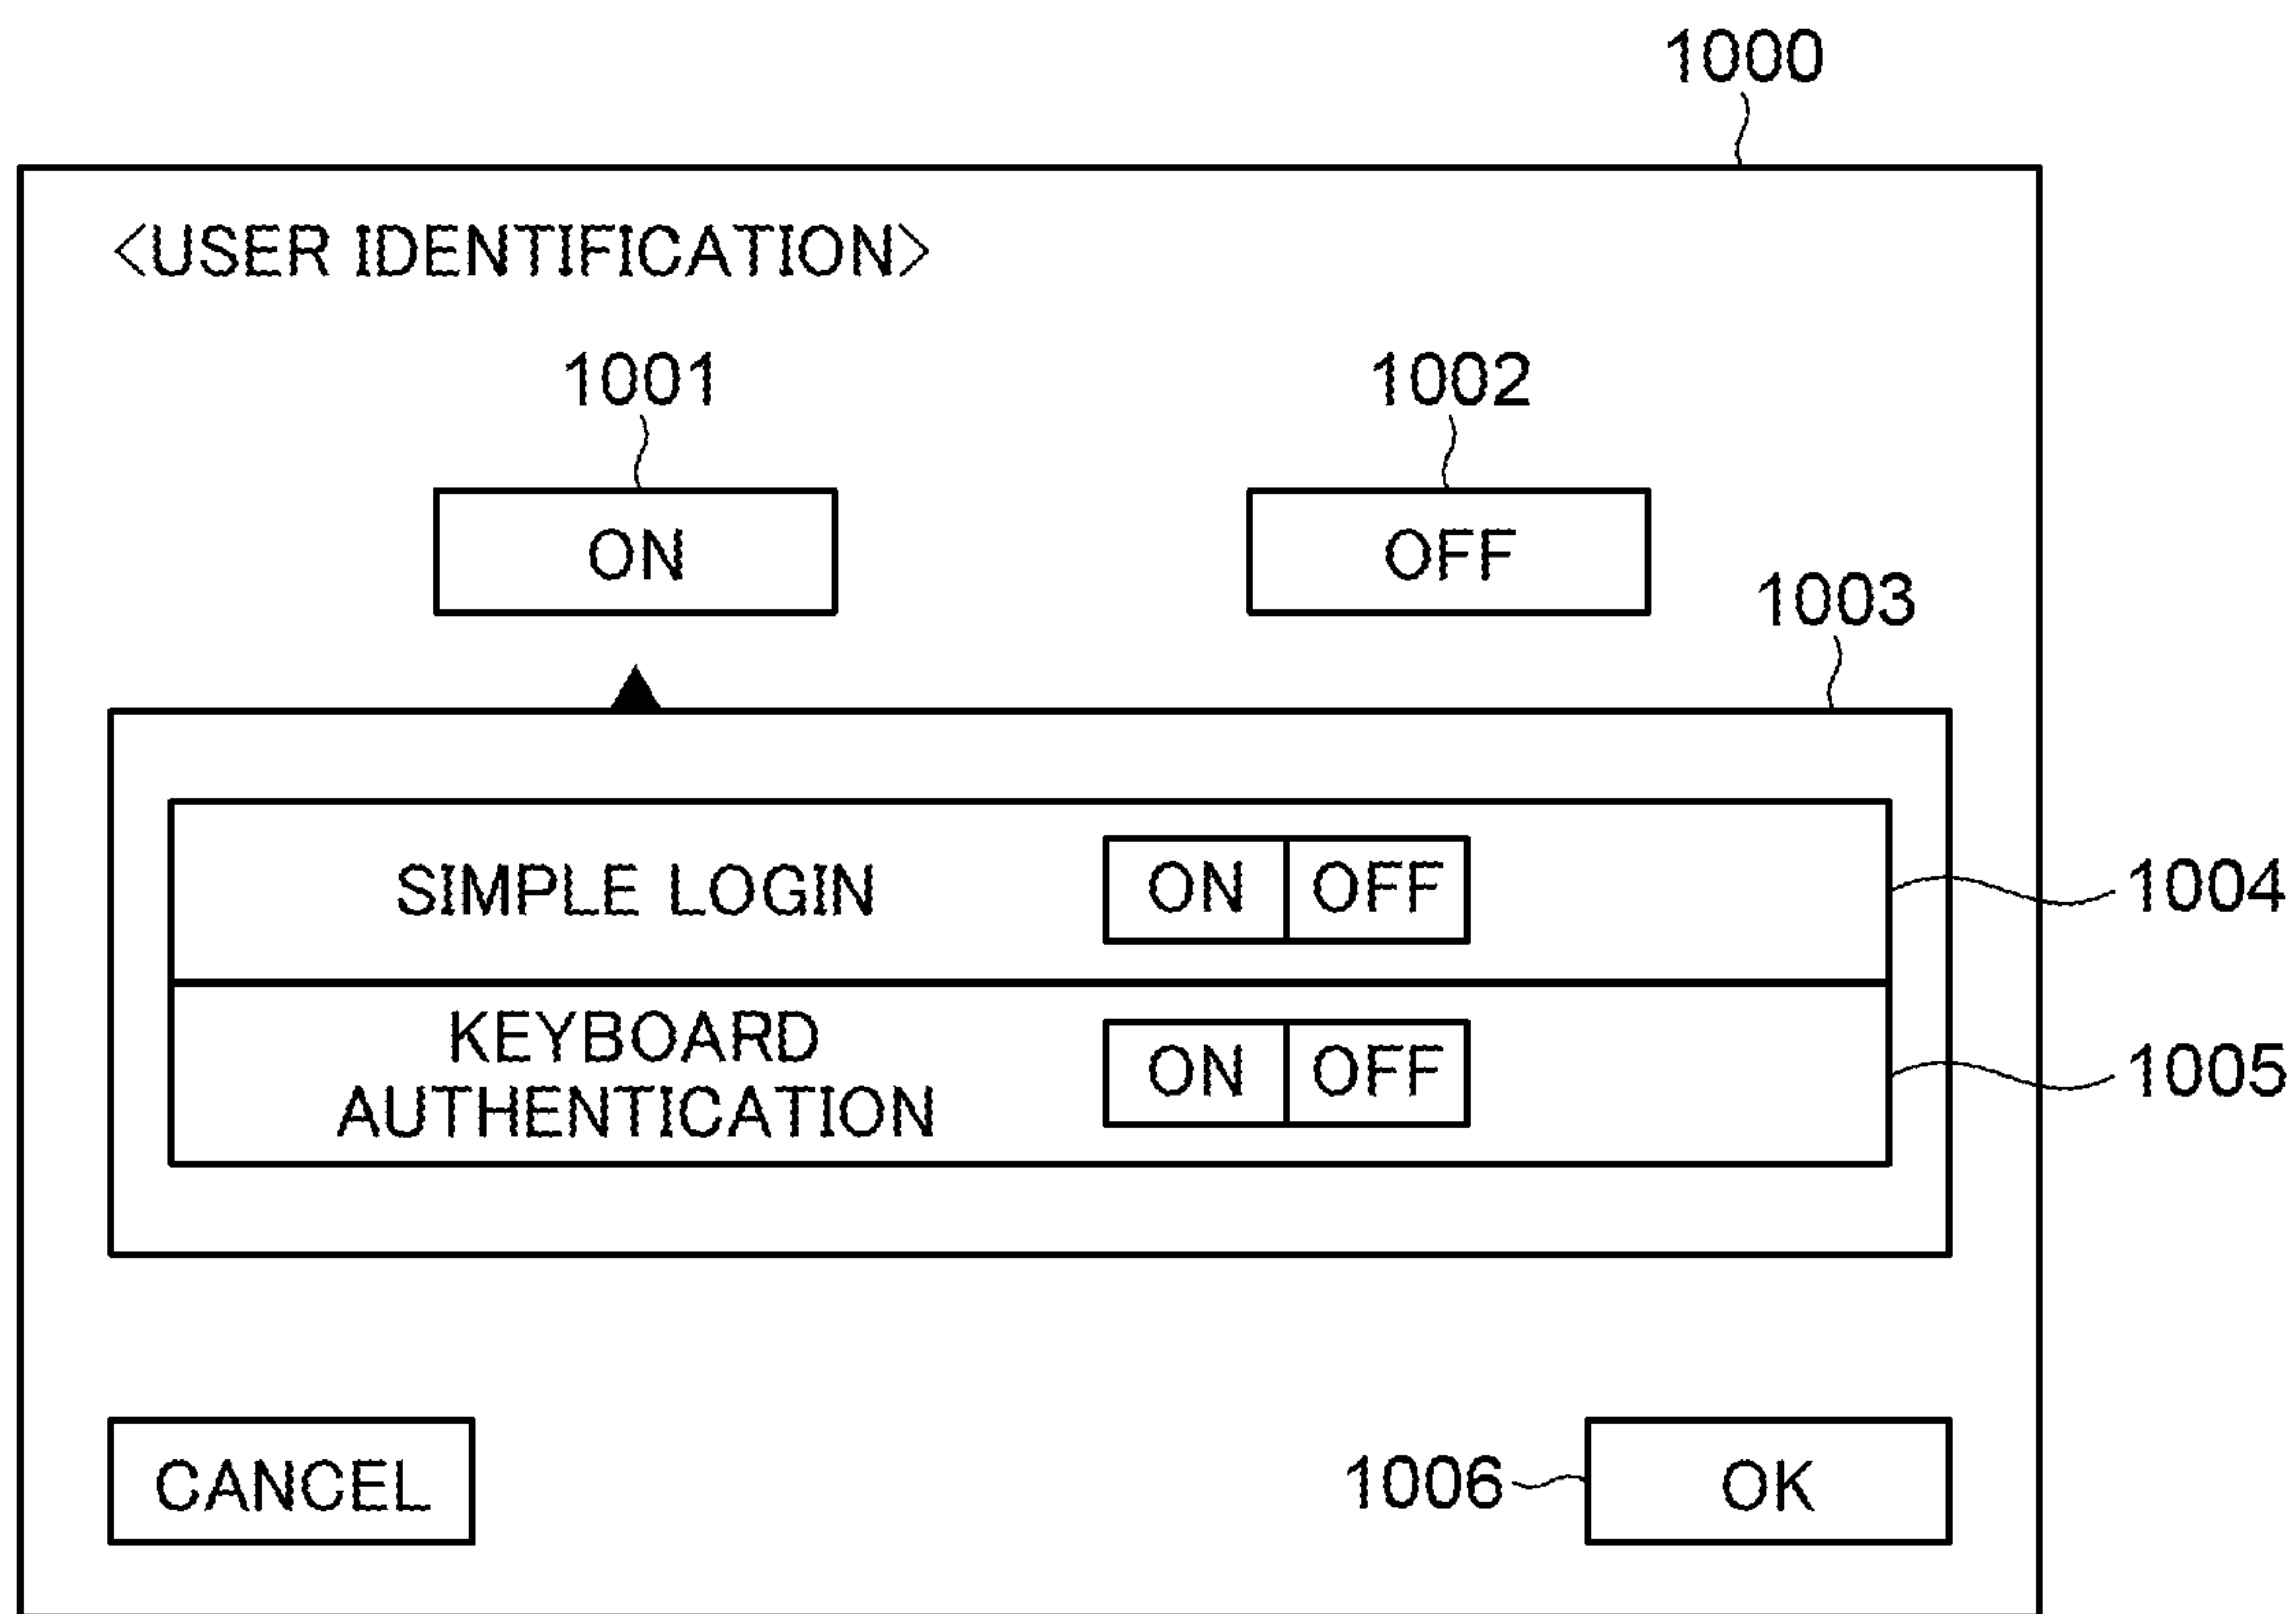 1000
<USER IDENTIFICATION>
1001
1002
ON
OFF
1003
SIMPLE LOGIN ON OFF
1004
KEYBOARD
AUTHENTICATION
ON OFF
1005
CANCEL
1006
OK